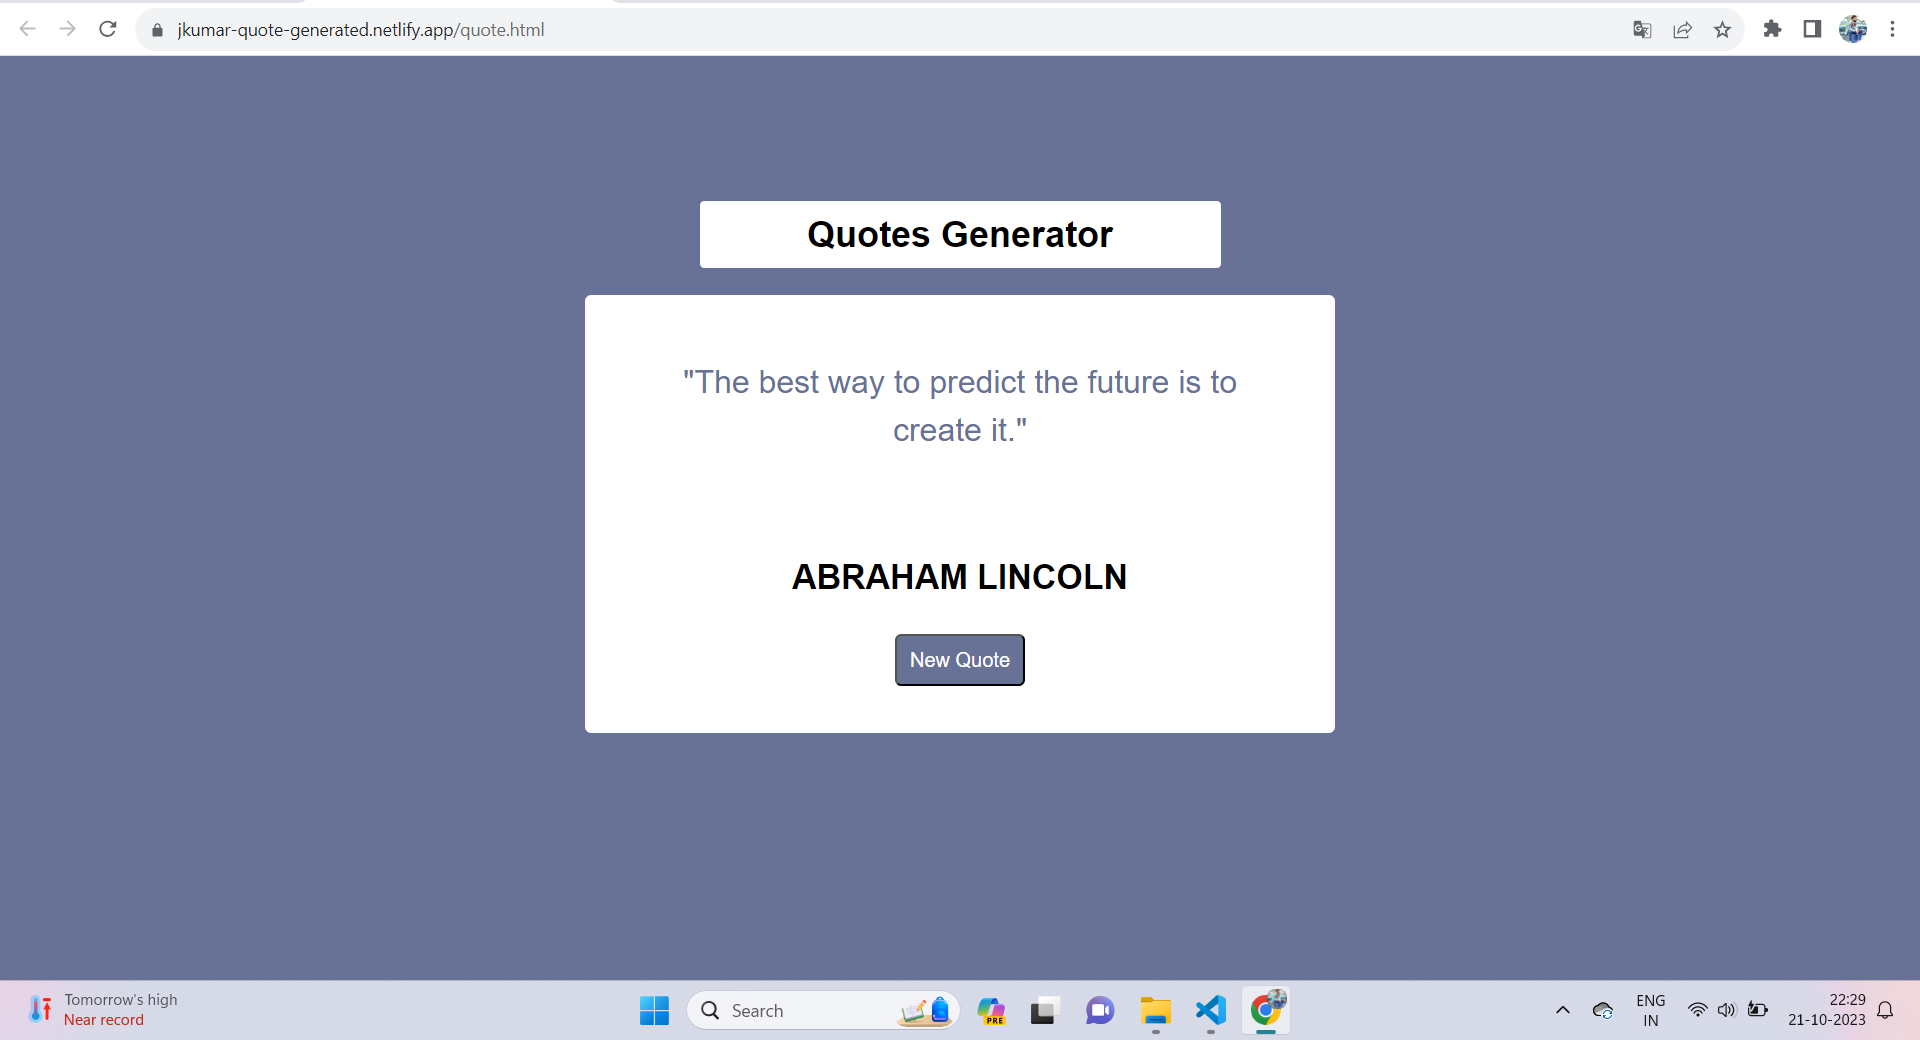 jkumar-quote-generated.netlify.app/quote.html
Quotes Generator
"The best way to predict the future is to
create it."
ABRAHAM LINCOLN
New Quote
Tomorrow's high
Near record
Search
PRE
ENG
IN
22:29
21-10-2023